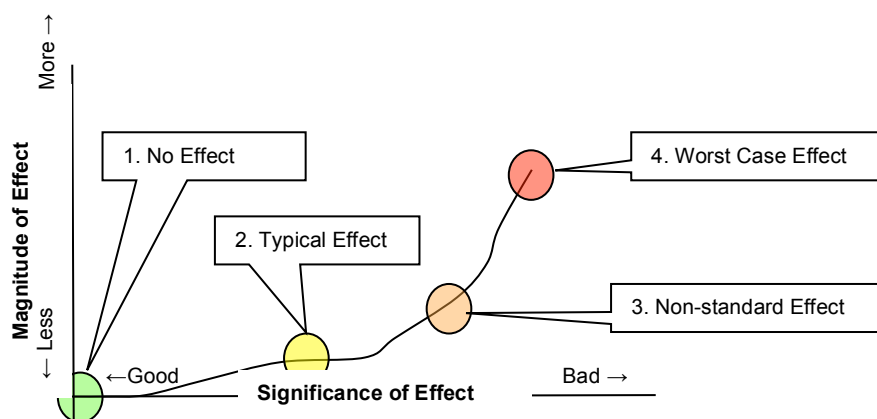 More →
Magnitude of Effect
← Less
1. No Effect
2. Typical Effect
4. Worst Case Effect
3. Non-standard Effect
←Good
Significance of Effect
Bad →